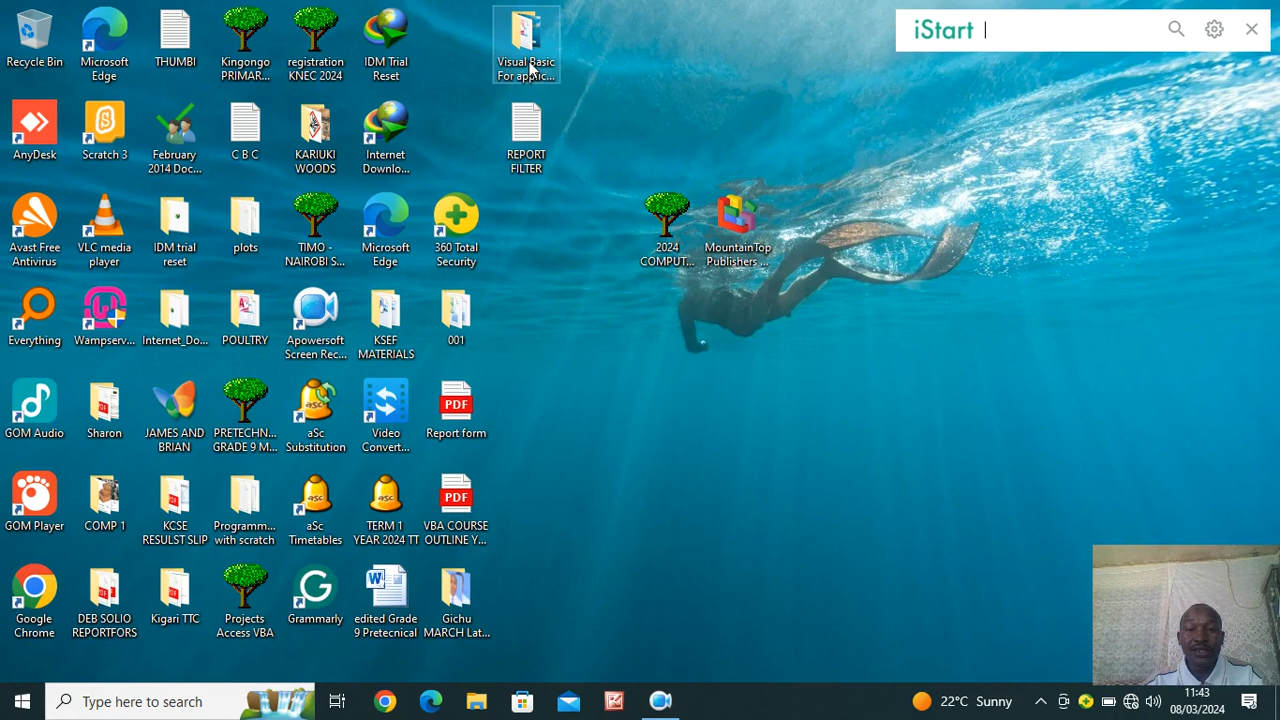 iStart
Recycle Bin
Microsoft
Edge
THUMBI
Kingongo
PRIMAR...
registration
KNEC 2024
IDM Trial
Reset
Visual Basic
For applic...
AnyDesk
Scratch 3
February
2014 Doc...
C B C
KARIUKI
WOODS
Internet
Downlo...
REPORT
FILTER
Avast Free
Antivirus
VLC media
player
IDM trial
reset
plots
TIMO -
NAIROBI S...
Microsoft
Edge
360 Total
Security
2024
COMPUT...
MountainTop
Publishers ...
Everything
Wampserv...
Internet_Do...
POULTRY
Apowersoft
Screen Rec...
KSEF
MATERIALS
001
GOM Audio
Sharon
JAMES AND
BRIAN
PRETECHN...
GRADE 9 M...
aSc
Substitution
Video
Convert...
PDF
Report form
GOM Player
COMP 1
KCSE
RESULST SLIP
Programm...
with scratch
asc
aSc
Timetables
asc
TERM 1
YEAR 2024 TT
PDF
VBA COURSE
OUTLINE Y...
Google
Chrome
DEB SOLIO
REPORTFORS
Kigari TTC
Projects
Access VBA
Grammarly
edited Grade
9 Pretecnical
Gichu
MARCH Lat...
Type here to search
22°C Sunny
11:43
08/03/2024